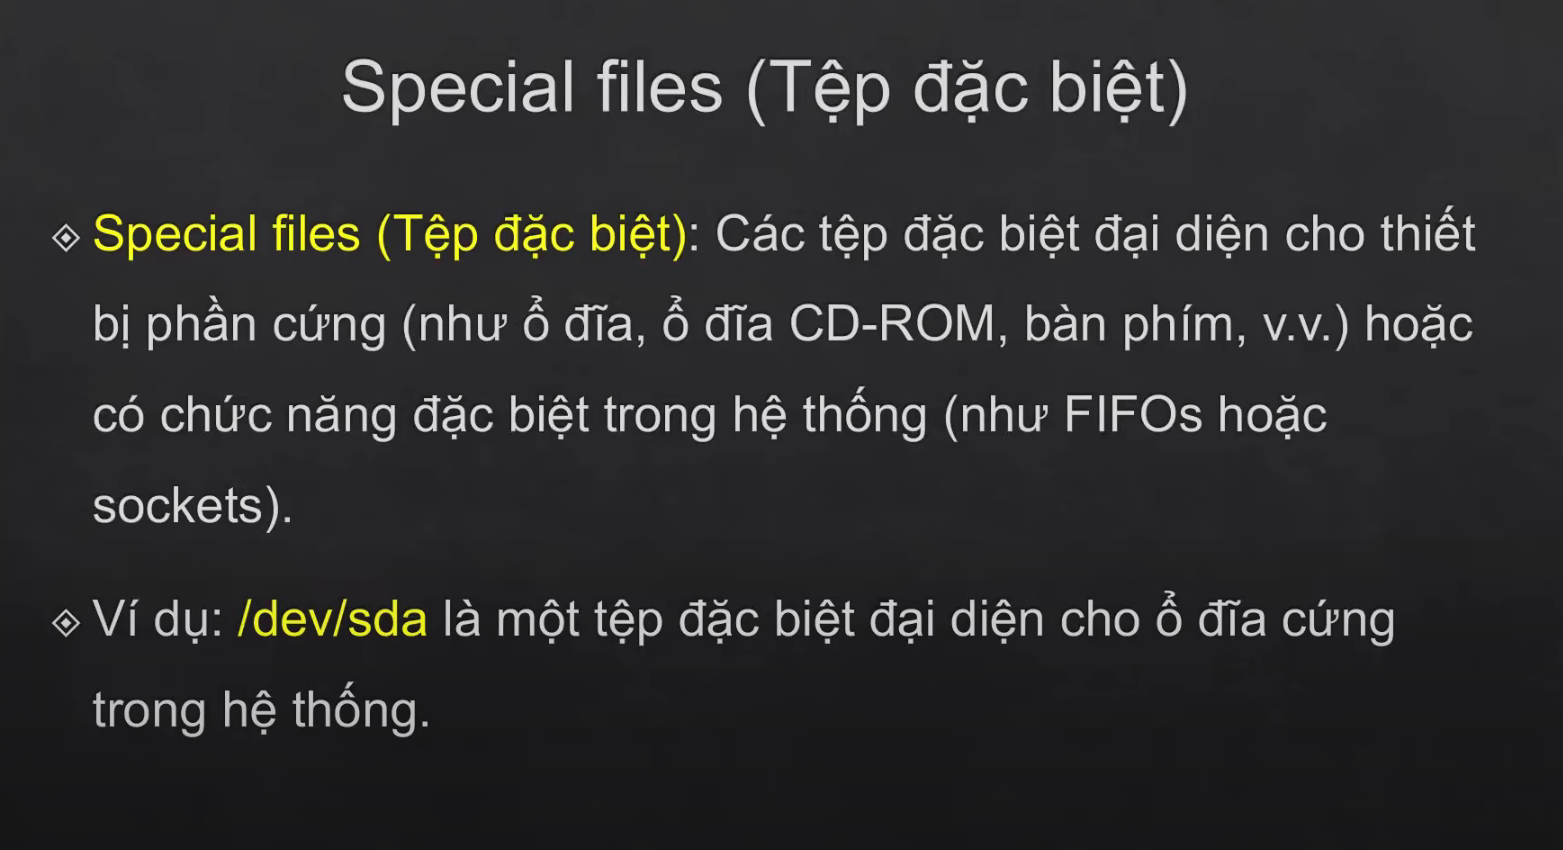 Special files (Tệp đặc biệt)
Special files (Tệp đặc biệt): Các tệp đặc biệt đại diện cho thiết
bị phần cứng (như ổ đĩa, ổ đĩa CD-ROM, bàn phím, v.v.) hoặc
có chức năng đặc biệt trong hệ thống (như FIFOs hoặc
sockets).
Ví dụ: /dev/sda là một tệp đặc biệt đại diện cho ổ đĩa cứng
trong hệ thống.